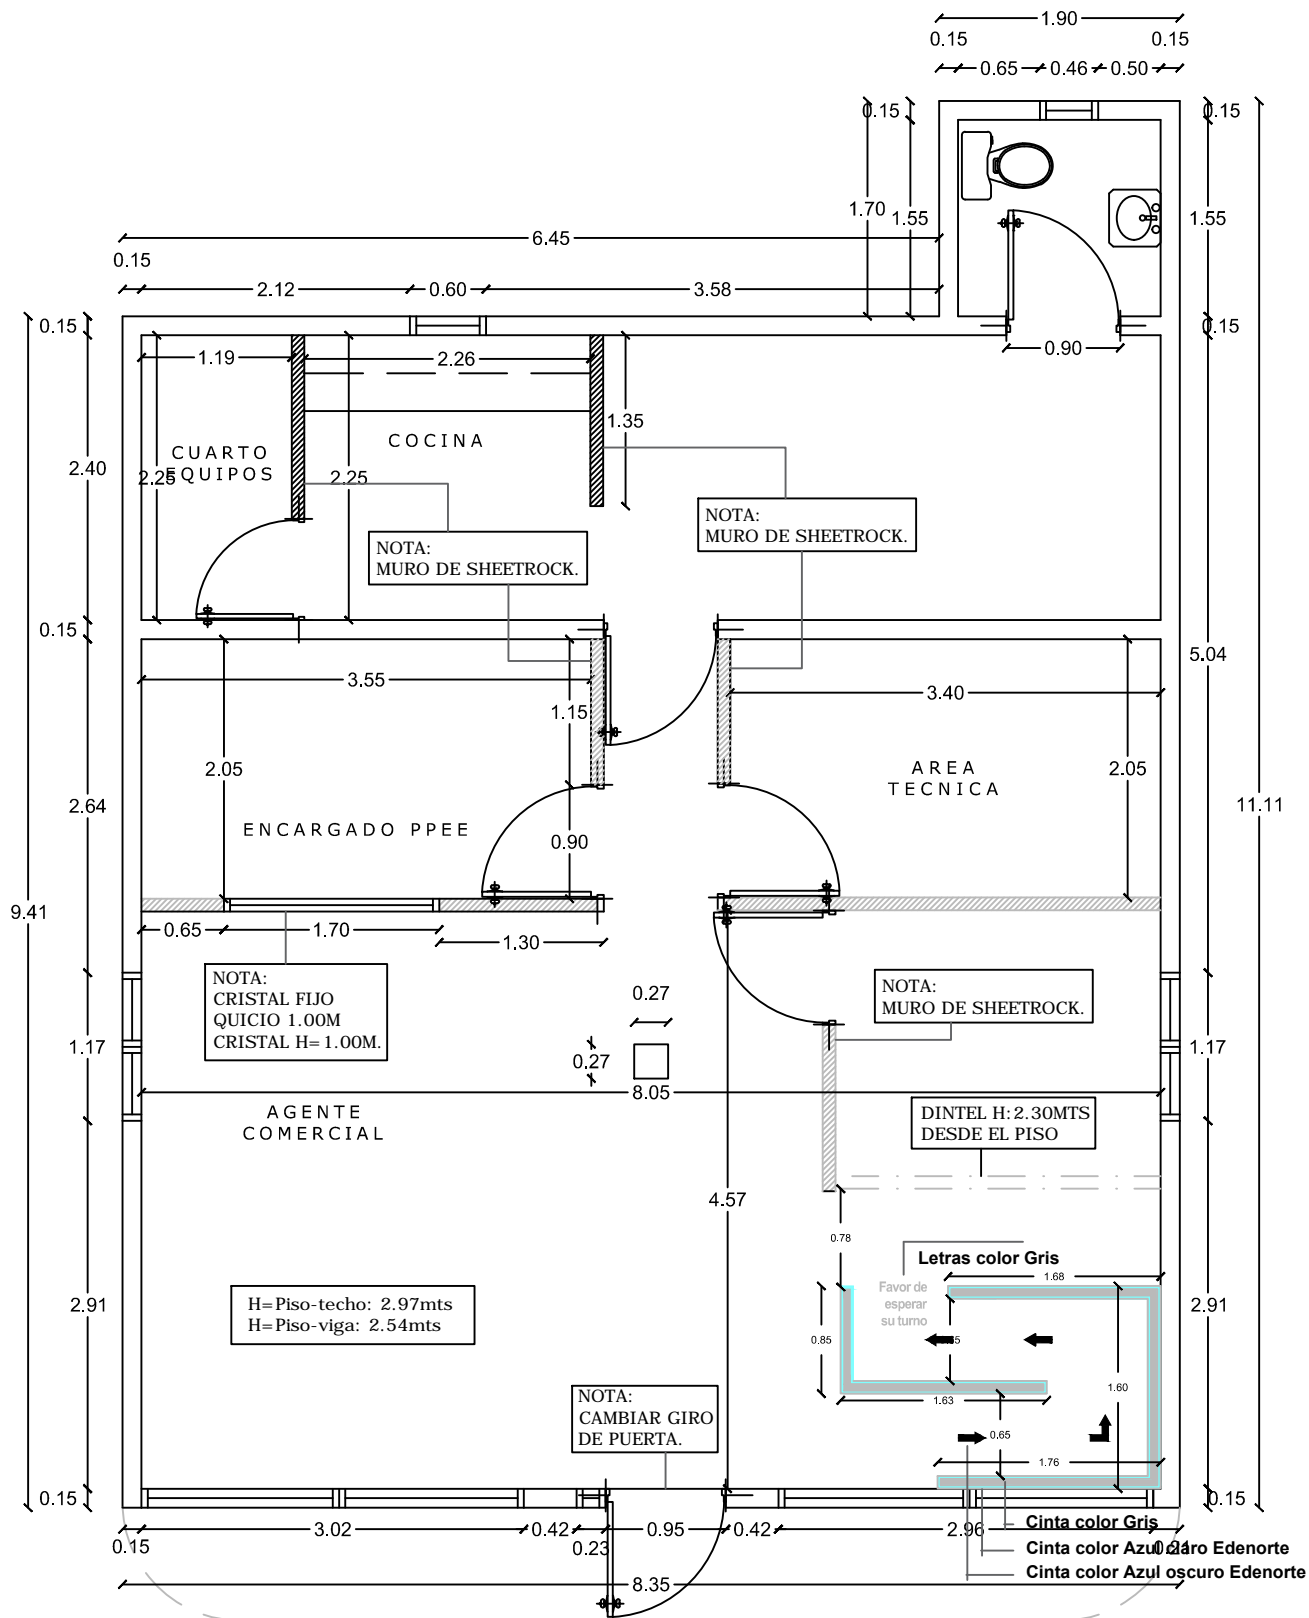 1.90
0.15
0.15
0.65
0.46
0.50
0.15
0.15
1.70
1.55
1.55
6.45
0.15
2.12
0.60
3.58
0.15
0.15
0.90
1.19
2.26
1.35
CUARTO
EQUIPOS
COCINA
2.40
2.25
2.25
NOTA:
MURO DE SHEETROCK.
NOTA:
MURO DE SHEETROCK.
0.15
5.04
3.55
3.40
1.15
2.05
AREA
TECNICA
2.05
2.64
11.11
ENCARGADO PPEE
0.90
9.41
0.65
1.70
1.30
NOTA:
CRISTAL FIJO
QUICIO 1.00M
CRISTAL H=1.00M.
0.27
NOTA:
MURO DE SHEETROCK.
1.17
0.27
1.17
8.05
AGENTE
COMERCIAL
DINTEL H:2.30MTS
DESDE EL PISO
4.57
0.78
Letras color Gris
1.68
Favor de
esperar
su turno
2.91
H=Piso-techo: 2.97mts
H=Piso-viga: 2.54mts
2.91
0.85
1.60
1.63
NOTA:
CAMBIAR GIRO
DE PUERTA.
0.65
1.76
0.15
0.15
Cinta color Gris
3.02
0.42
0.95
0.42
2.96
0.15
0.23
Cinta color Azul claro Edenorte
0.21
Cinta color Azul oscuro Edenorte
8.35